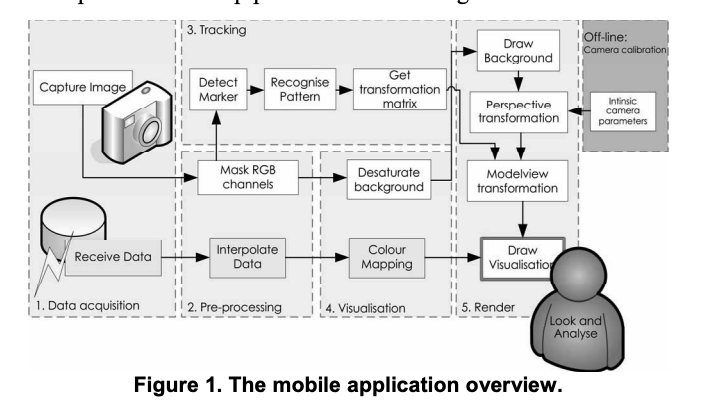 3. Tracking
Off-line:
Camera calibration
Capture Image
Detect
Marker
Recognise
Pattern
Get
transformation
matrix
Draw
Background
Perspective
transformation
Intinsic
camera
parameters
Mask RGB
channels
Desaturate
background
Modelview
transformation
Receive Data
Interpolate
Data
Colour
Mapping
Draw
Visualisation
1. Data acquisition
2. Pre-processing
4. Visualisation
5. Render
Look and
Analyse
Figure 1. The mobile application overview.